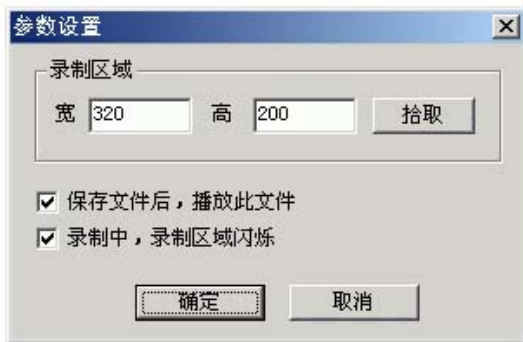 参数设置
录制区域
宽 320 高 200 拾取
保存文件后，播放此文件
录制中，录制区域闪烁
确定 取消